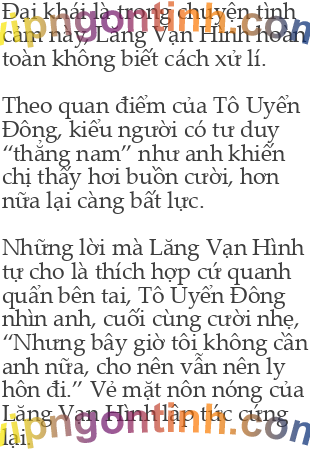 Đại khái là trong chuyện tình
cảm này, Lăng Vạn Hình hoàn
toàn không biết cách xử lí.
Theo quan điểm của Tô Uyển
Đông, kiểu người có tư duy
“thẳng nam” như anh khiến
chị thấy hơi buồn cười, hơn
nữa lại càng bất lực.
Những lời mà Lăng Vạn Hình
tự cho là thích hợp cứ quanh
quẩn bên tai, Tô Uyển Đông
nhìn anh, cuối cùng cười nhẹ,
“Nhưng bây giờ tôi không cần
anh nữa, cho nên vẫn nên ly
hôn đi.” Vẻ mặt nôn nóng của
Lăng Vạn Hình lập tức cứng
lại.
vipngontinh.com
vipngontinh.com